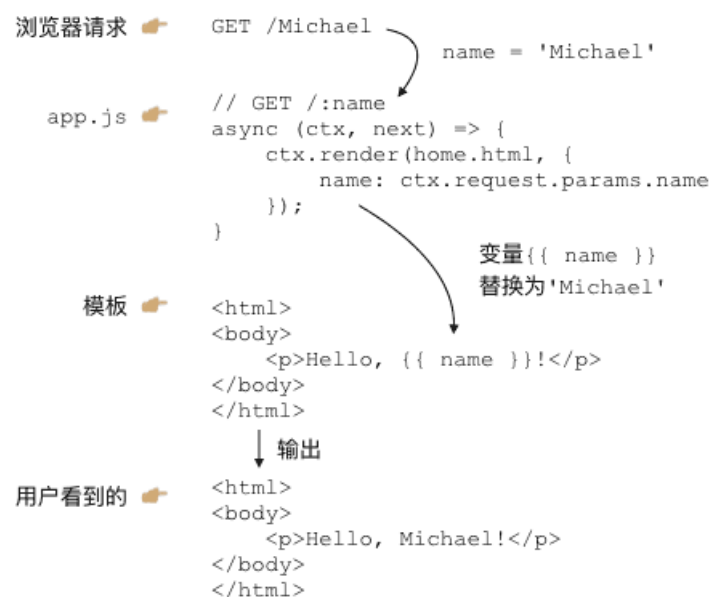 浏览器请求 GET /Michael
name = 'Michael'
app.js
// GET /:name
async (ctx, next) => {
    ctx.render(home.html, {
        name: ctx.request.params.name
    });
}
变量{{ name }}
替换为'Michael'
模板
<html>
<body>
    <p>Hello, {{ name }}!</p>
</body>
</html>
输出
用户看到的
<html>
<body>
    <p>Hello, Michael!</p>
</body>
</html>